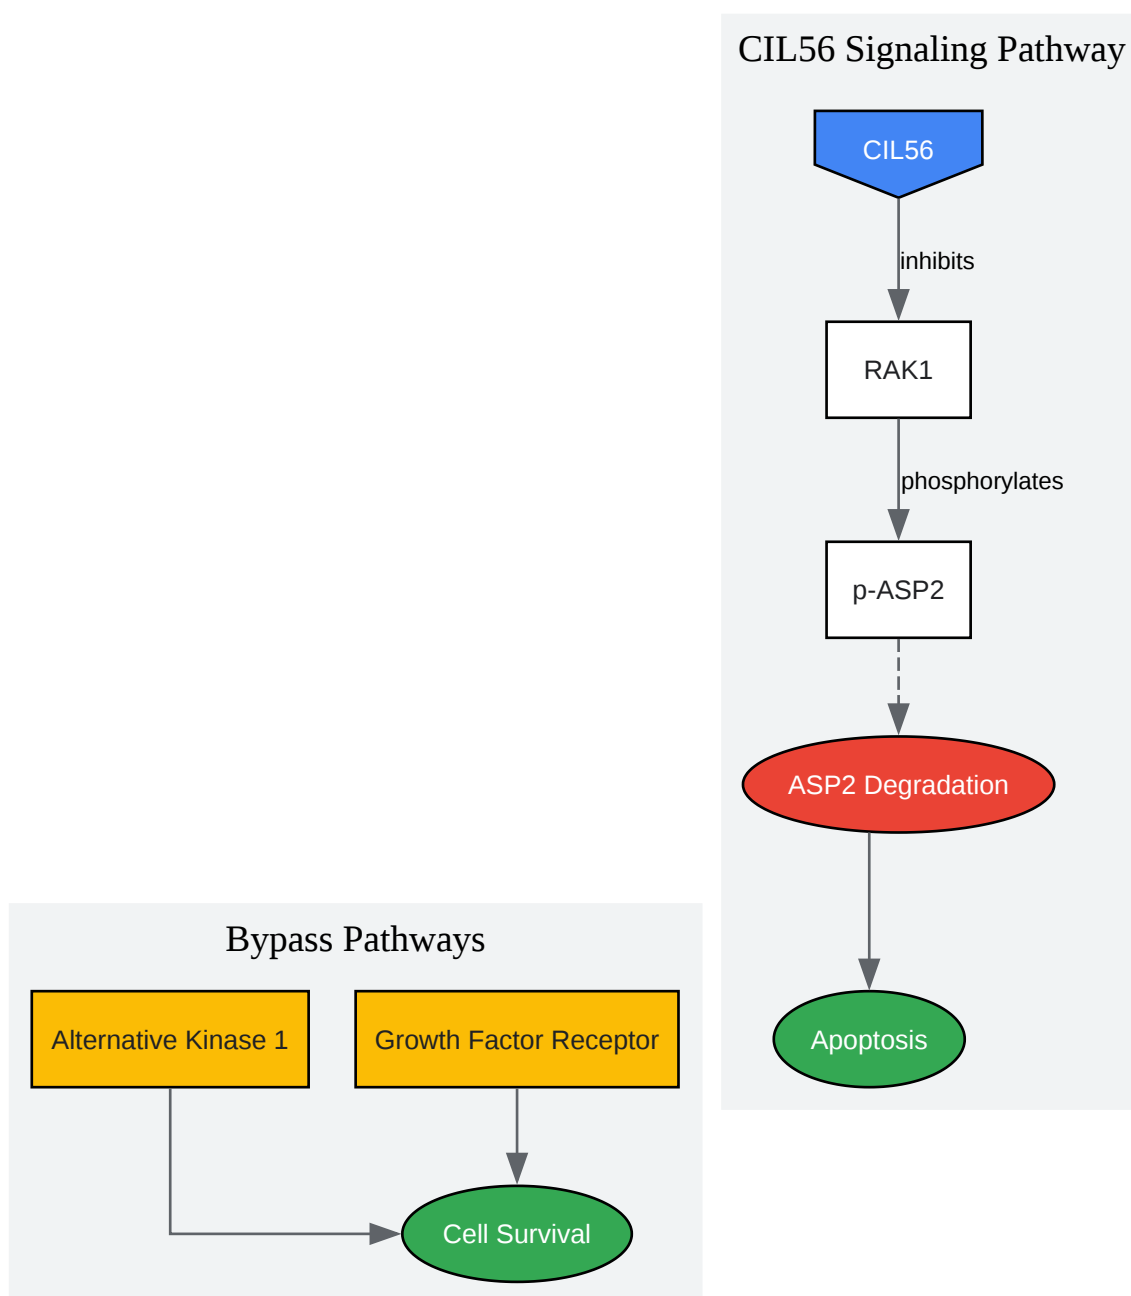 CIL56 Signaling Pathway
CIL56
inhibits
RAK1
phosphorylates
p-ASP2
ASP2 Degradation
Apoptosis
Bypass Pathways
Alternative Kinase 1
Growth Factor Receptor
Cell Survival